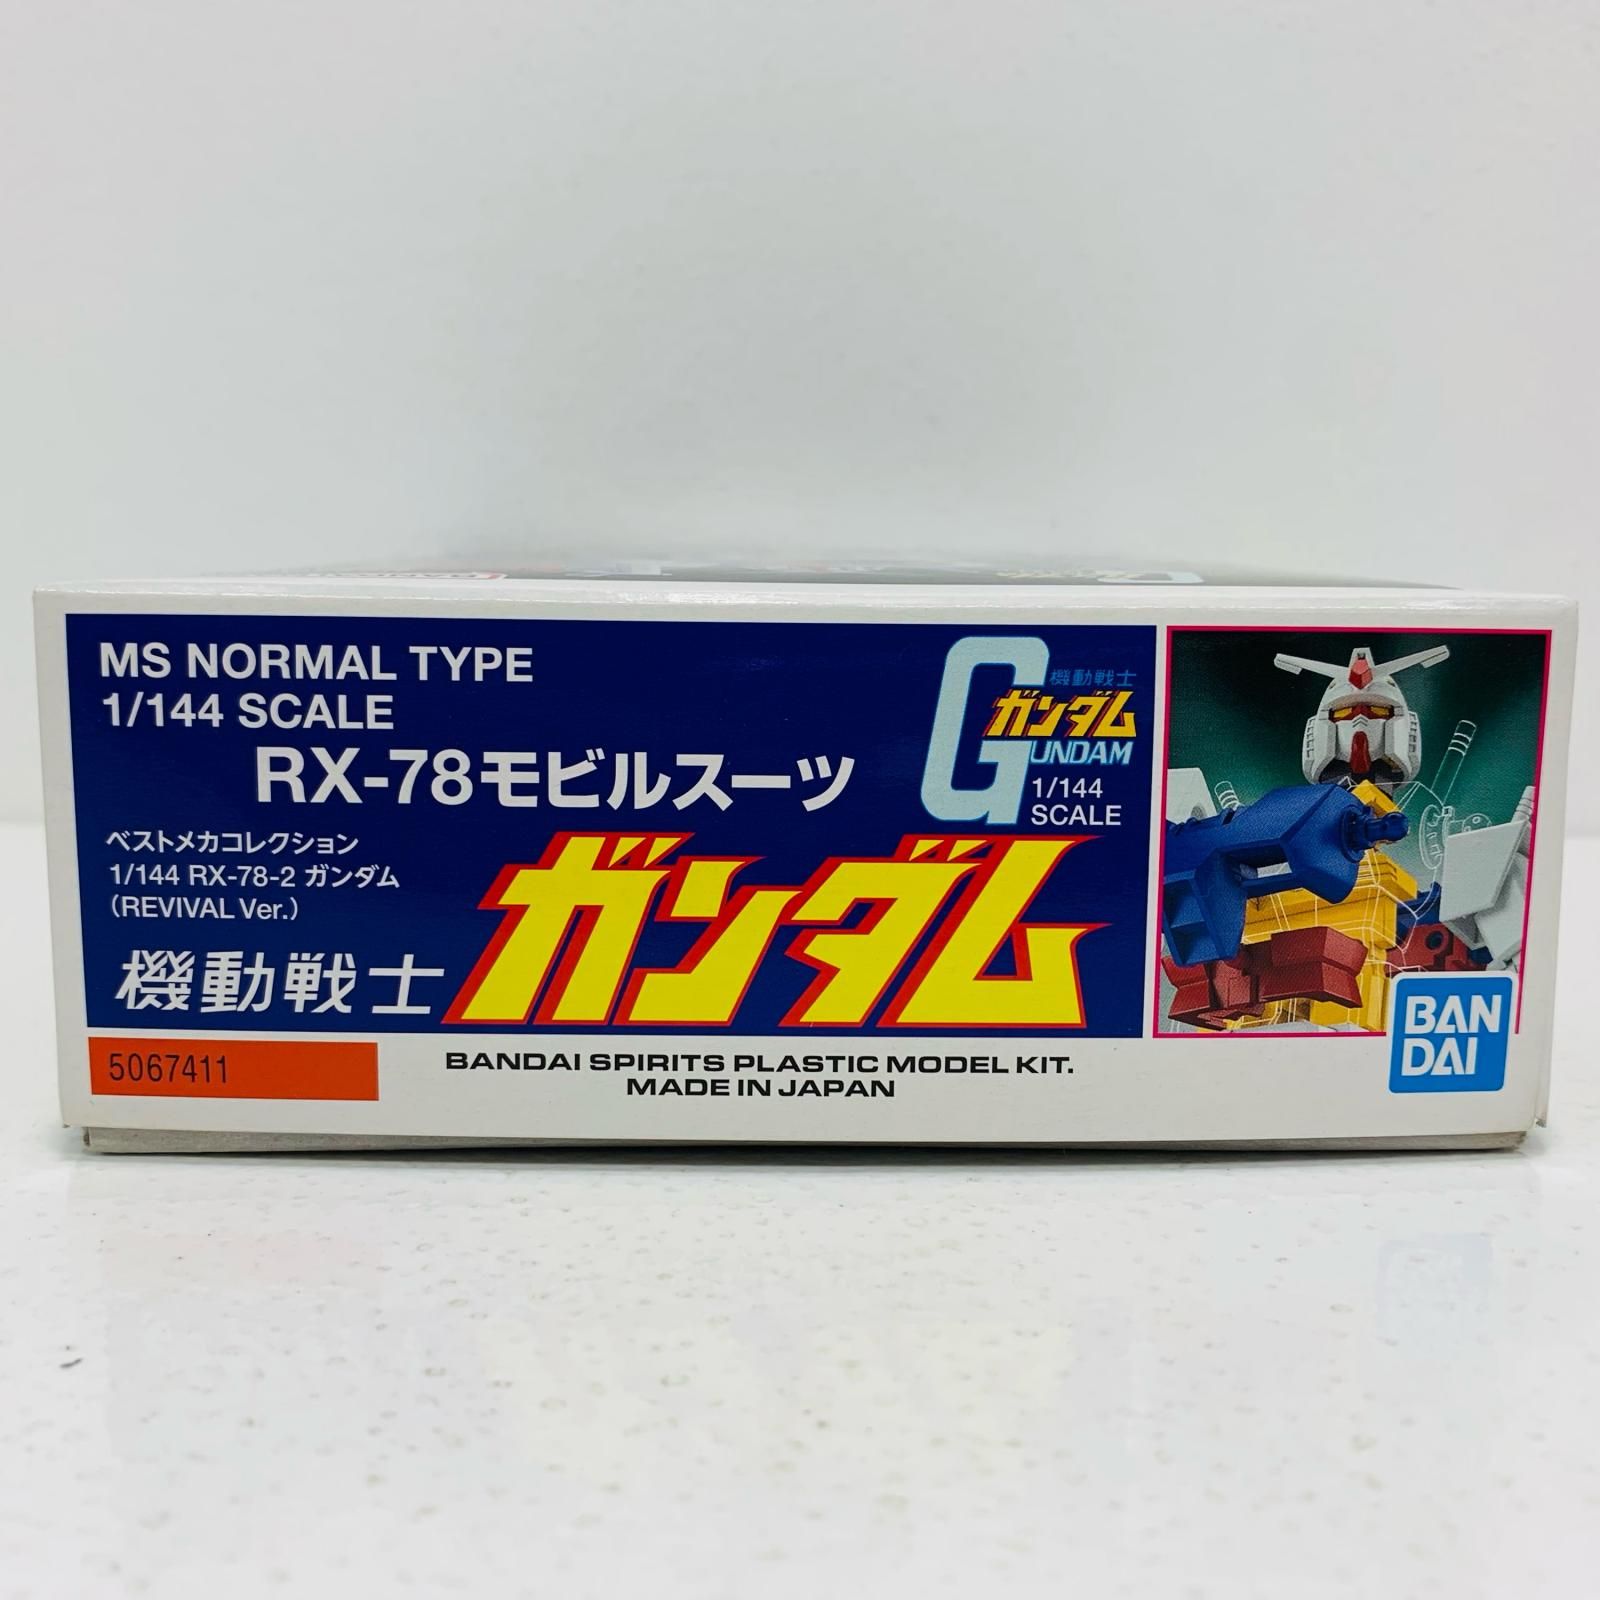 MS NORMAL TYPE
1/144 SCALE
RX-78モビルスーツ
機動戦士
ガンダム
GUNDAM
1/144
SCALE
ベストメカコレクション
1/144 RX-78-2 ガンダム
(REVIVAL Ver.)
機動戦士 ガンダム
5067411
BANDAI SPIRITS PLASTIC MODEL KIT.
MADE IN JAPAN
BAN
DAI